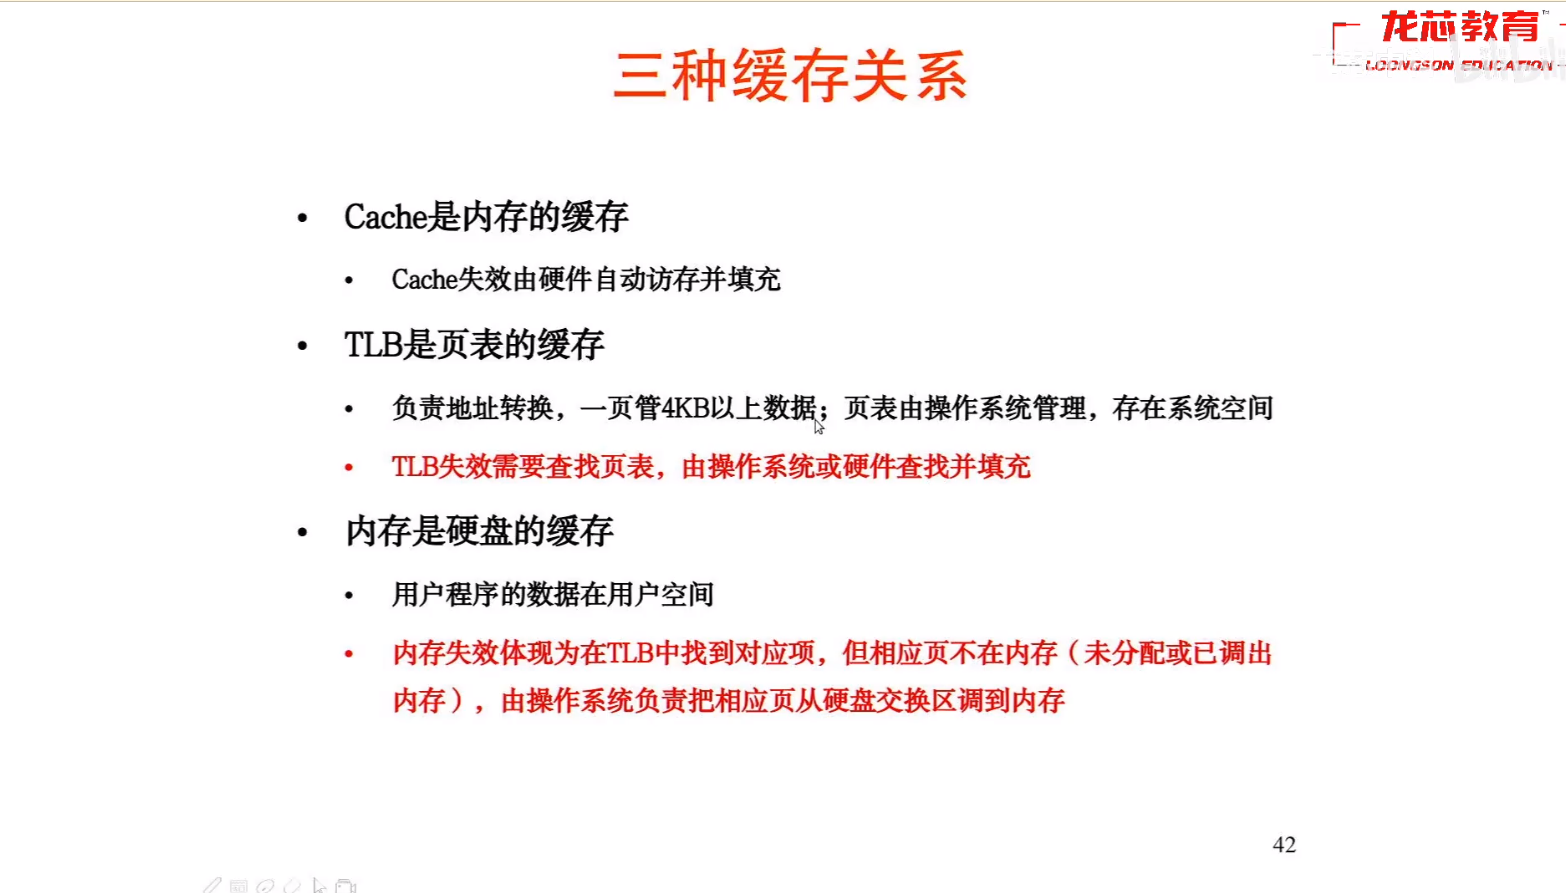 龙芯教育
LOONGSON EDUCATION
三种缓存关系
• Cache是内存的缓存
• Cache失效由硬件自动访存并填充
• TLB是页表的缓存
• 负责地址转换，一页管4KB以上数据；页表由操作系统管理，存在系统空间
• TLB失效需要查找页表，由操作系统或硬件查找并填充
• 内存是硬盘的缓存
• 用户程序的数据在用户空间
• 内存失效体现为在TLB中找到对应项，但相应页不在内存（未分配或已调出
内存），由操作系统负责把相应页从硬盘交换区调到内存
42